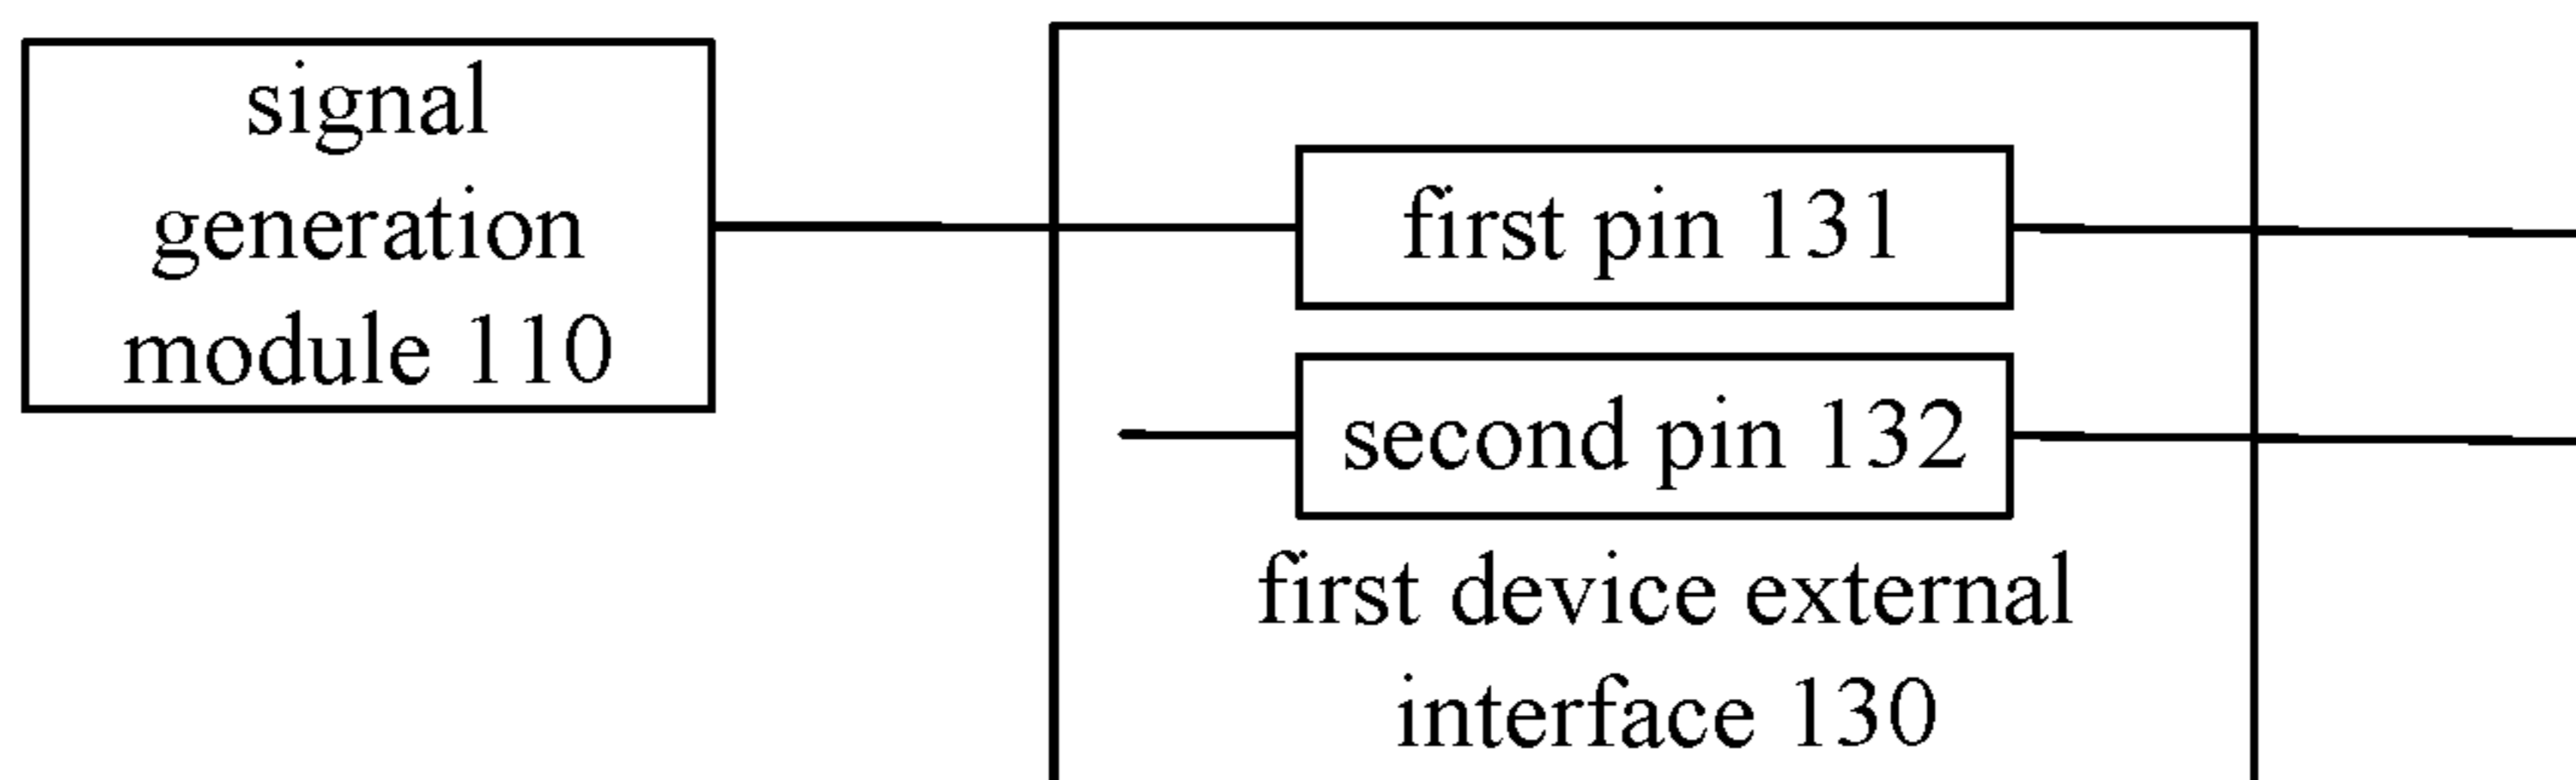 signal
generation
module 110
first pin 131
second pin 132
first device external
interface 130